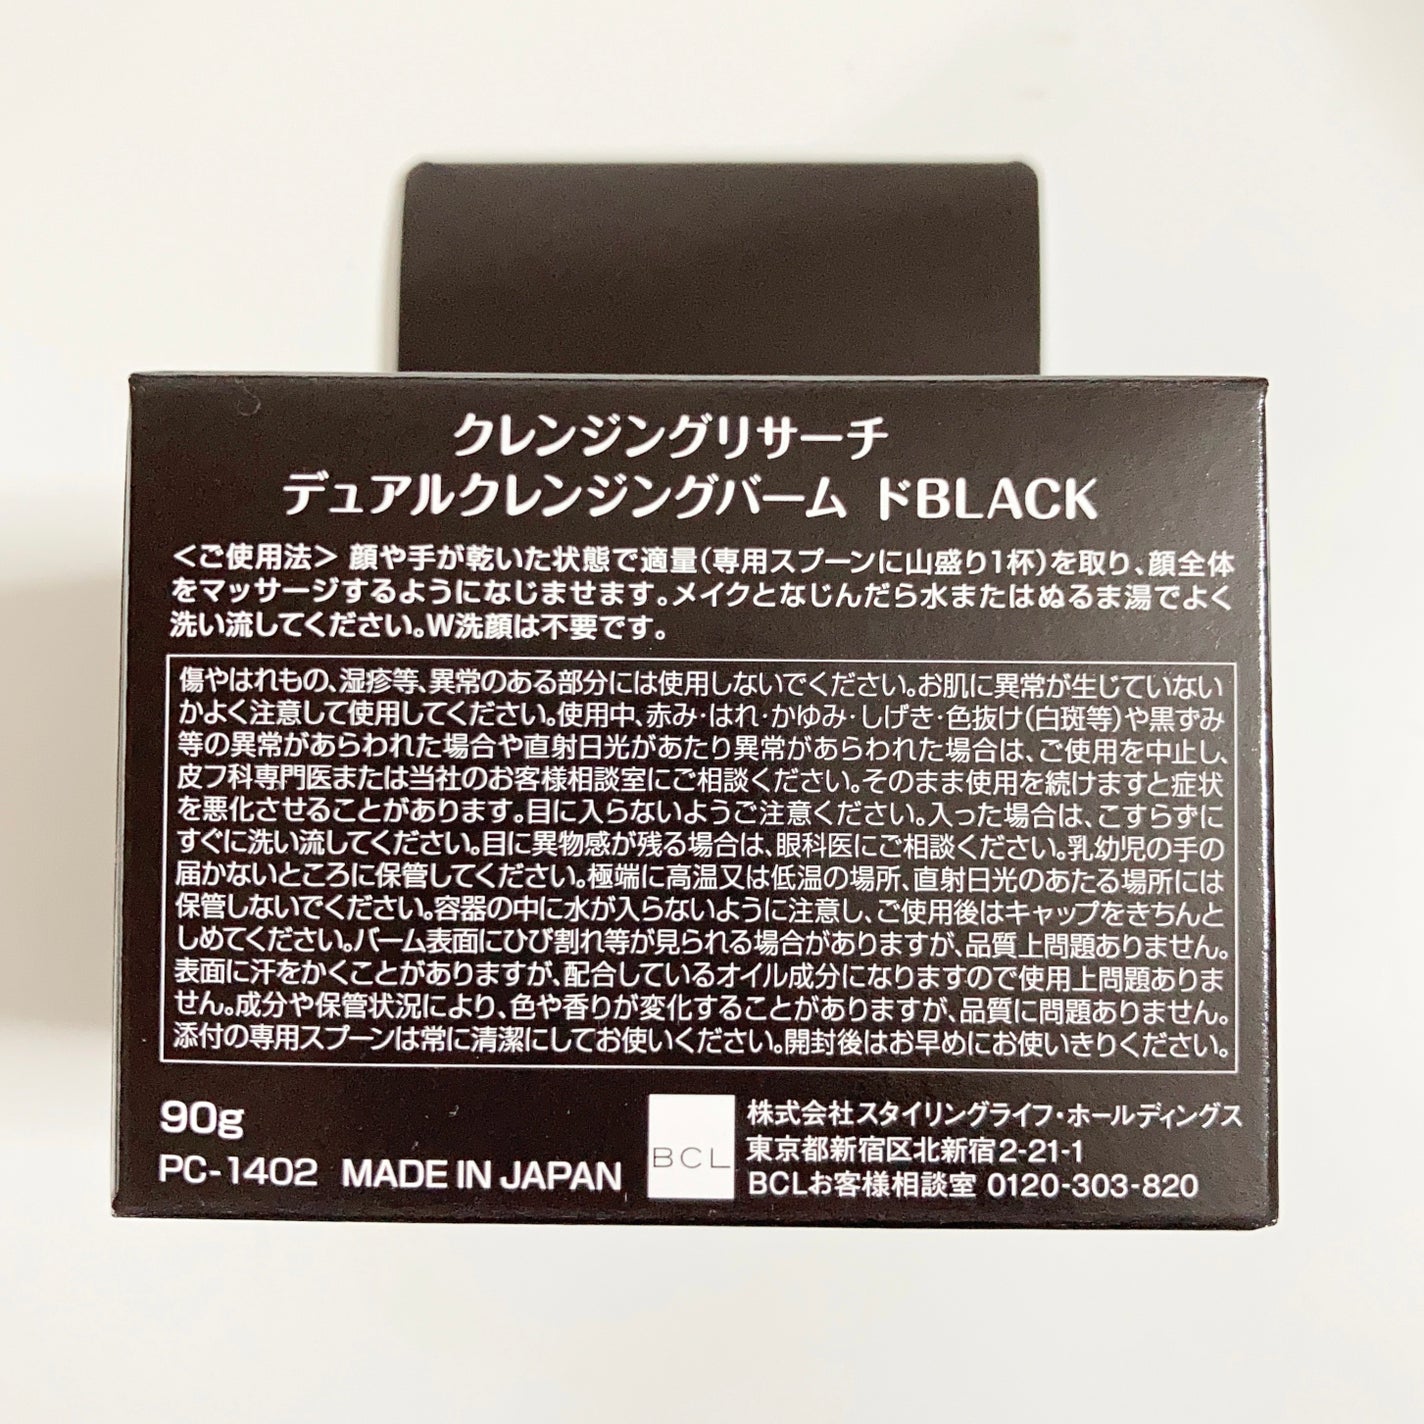 クレンジングリサーチ
デュアルクレンジングバーム ドBLACK
＜ご使用法＞ 顔や手が乾いた状態で適量（専用スプーンに山盛り1杯）を取り、顔全体
をマッサージするようになじませます。メイクとなじんだら水またはぬるま湯でよく
洗い流してください。W洗顔は不要です。
傷やはれもの、湿疹等、異常のある部分には使用しないでください。お肌に異常が生じていない
かよく注意して使用してください。使用中、赤み・はれ・かゆみ・しげき・色抜け（白斑等）や黒ずみ
等の異常があらわれた場合や直射日光があたり異常があらわれた場合は、ご使用を中止し、
皮フ科専門医または当社のお客様相談室にご相談ください。そのまま使用を続けますと症状
を悪化させることがあります。目に入らないようご注意ください。入った場合は、こすらずに
すぐに洗い流してください。目に異物感が残る場合は、眼科医にご相談ください。乳幼児の手の
届かないところに保管してください。極端に高温又は低温の場所、直射日光のあたる場所には
保管しないでください。容器の中に水が入らないように注意し、ご使用後はキャップをきちんと
しめてください。バーム表面にひび割れ等が見られる場合がありますが、品質上問題ありません。
表面に汗をかくことがありますが、配合しているオイル成分になりますので使用上問題ありま
せん。成分や保管状況により、色や香りが変化することがありますが、品質に問題ありません。
添付の専用スプーンは常に清潔にしてお使いください。開封後はお早めにお使いきりください。
90g
PC-1402 MADE IN JAPAN
BCL
株式会社スタイリングライフ・ホールディングス
東京都新宿区北新宿2-21-1
BCLお客様相談室 0120-303-820